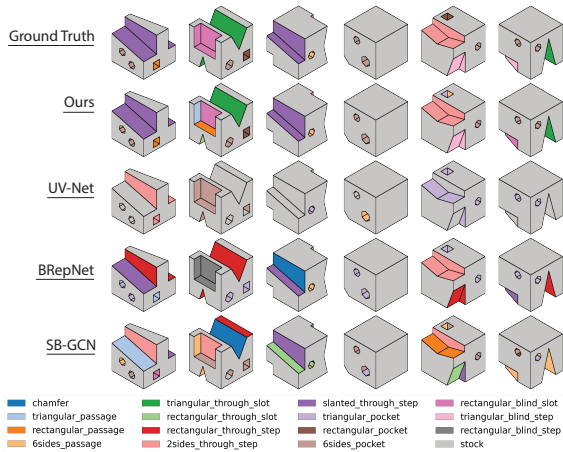 Ground Truth
Ours
UV-Net
BRepNet
SB-GCN
chamfer triangular_through_slot slanted_through_step rectangular_blind_slot
triangular_passage rectangular_through_slot triangular_pocket triangular_blind_step
rectangular_passage rectangular_through_step rectangular_pocket rectangular_blind_step
6sides_passage 2sides_through_step 6sides_pocket stock